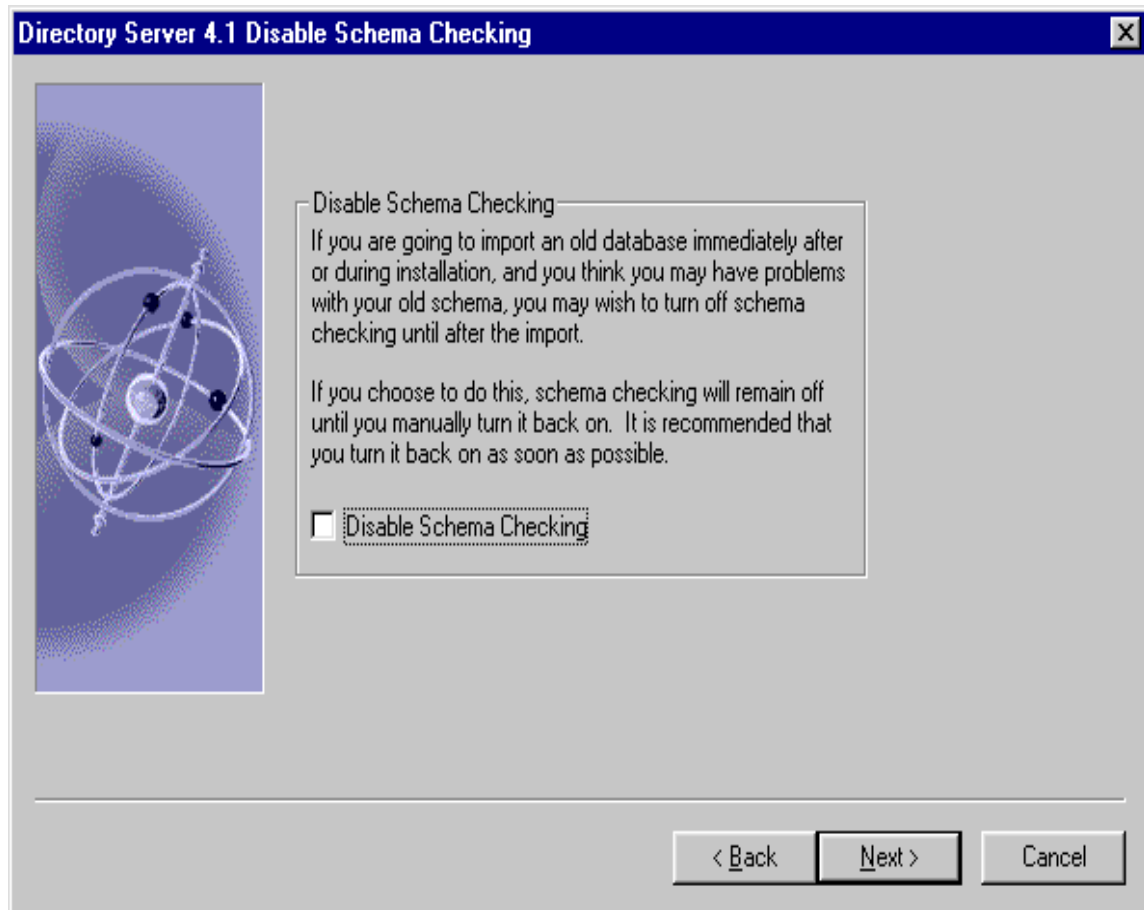 Directory Server 4.1 Disable Schema Checking
Disable Schema Checking
If you are going to import an old database immediately after
or during installation, and you think you may have problems
with your old schema, you may wish to turn off schema
checking until after the import.
If you choose to do this, schema checking will remain off
until you manually turn it back on.  It is recommended that
you turn it back on as soon as possible.
Disable Schema Checking
< Back
Next >
Cancel